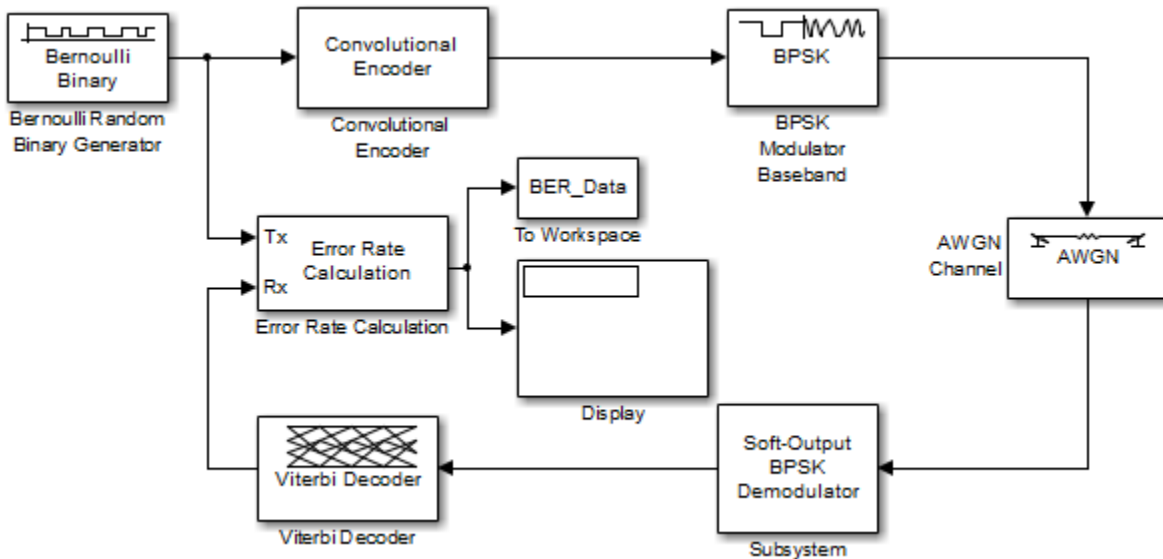 Bernoulli
Binary
Bernoulli Random
Binary Generator
Convolutional
Encoder
Convolutional
Encoder
BPSK
BPSK
Modulator
Baseband
BER_Data
To Workspace
Tx
Rx
Error Rate
Calculation
Error Rate Calculation
AWGN
Channel
AWGN
Display
Viterbi Decoder
Viterbi Decoder
Soft-Output
BPSK
Demodulator
Subsystem